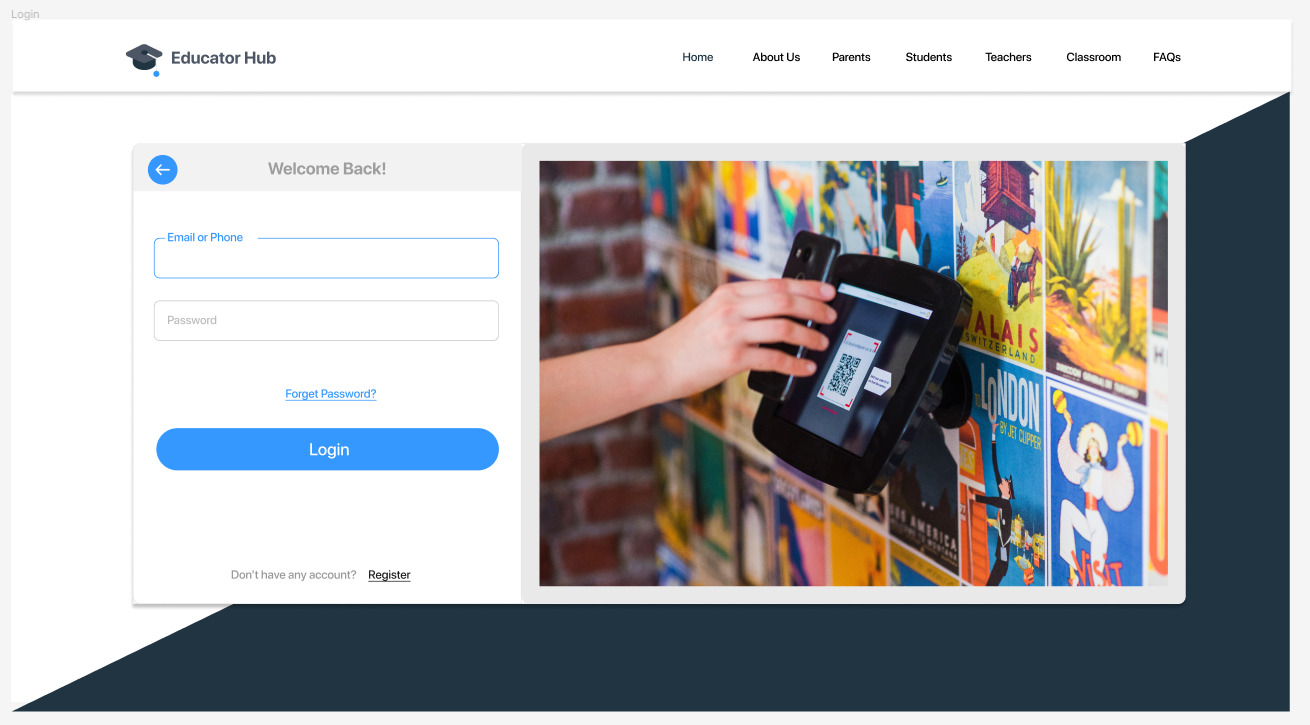 Login
Educator Hub
Home About Us Parents Students Teachers Classroom FAQs
Welcome Back!
Email or Phone
Password
Forget Password?
Login
Don't have any account? Register
VALAIS
SWITZERLAND
LONDON
BY JET CLIPPER
VISIT